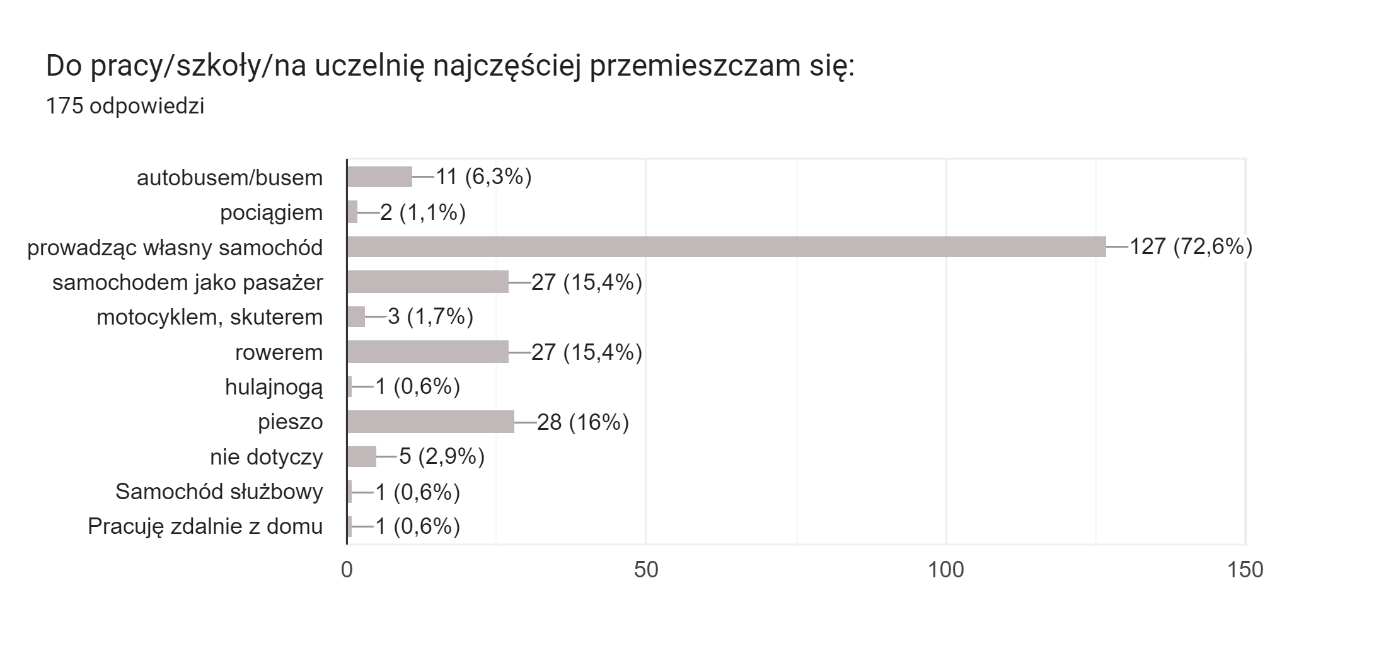 Do pracy/szkoły/na uczelnię najczęściej przemieszczam się:
175 odpowiedzi
autobusem/busem 11 (6,3%)
pociągiem 2 (1,1%)
prowadząc własny samochód 127 (72,6%)
samochodem jako pasażer 27 (15,4%)
motocyklem, skuterem 3 (1,7%)
rowerem 27 (15,4%)
hulajnogą 1 (0,6%)
pieszo 28 (16%)
nie dotyczy 5 (2,9%)
Samochód służbowy 1 (0,6%)
Pracuję zdalnie z domu 1 (0,6%)
0 50 100 150